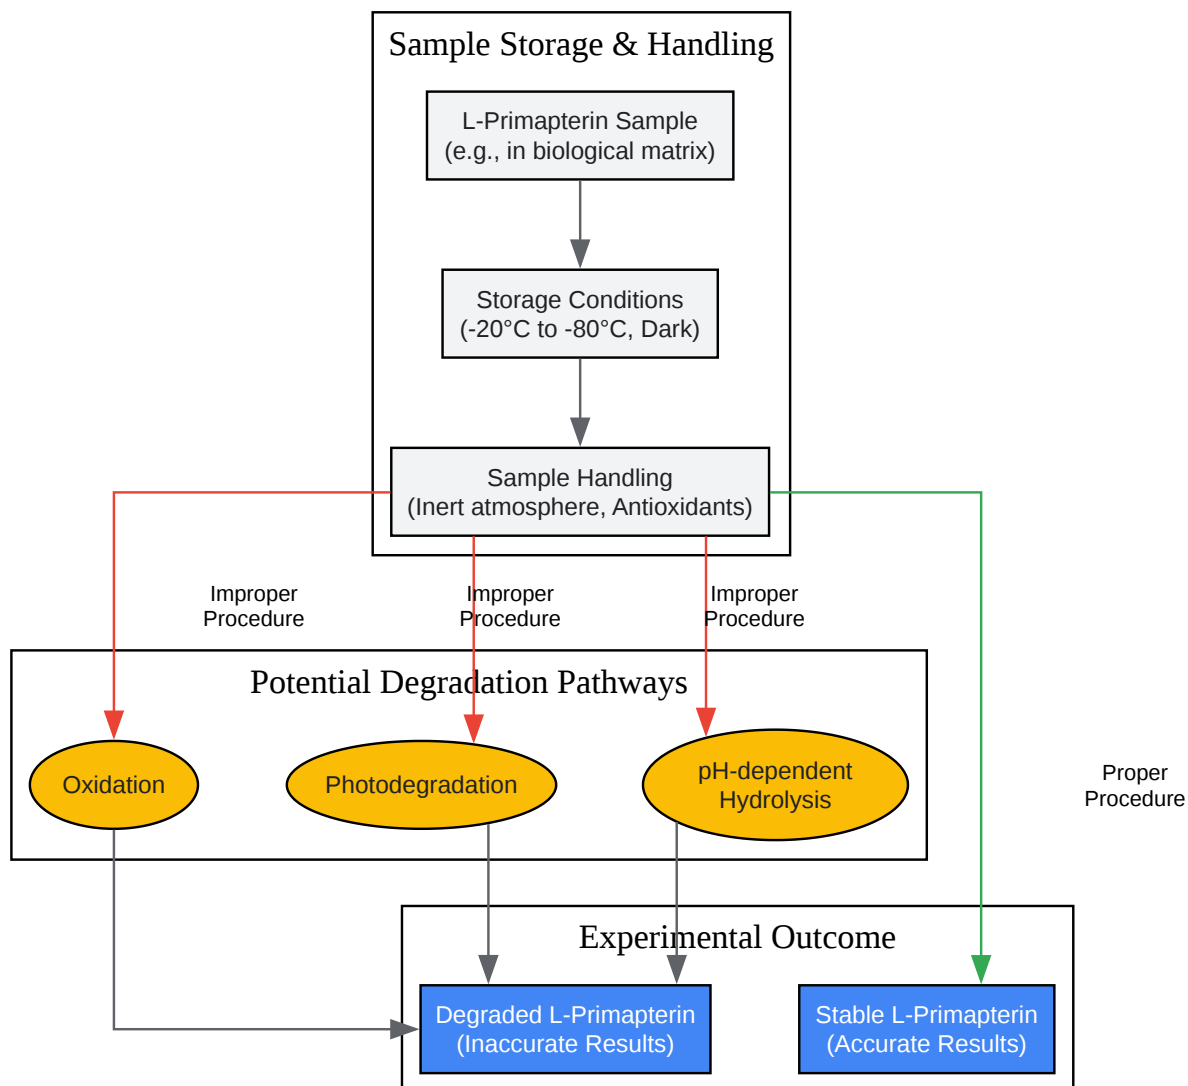 Sample Storage & Handling
L-Primapterin Sample
(e.g., in biological matrix)
Storage Conditions
(-20°C to -80°C, Dark)
Sample Handling
(Inert atmosphere, Antioxidants)
Improper
Procedure
Improper
Procedure
Improper
Procedure
Potential Degradation Pathways
Oxidation
Photodegradation
pH-dependent
Hydrolysis
Proper
Procedure
Experimental Outcome
Degraded L-Primapterin
(Inaccurate Results)
Stable L-Primapterin
(Accurate Results)